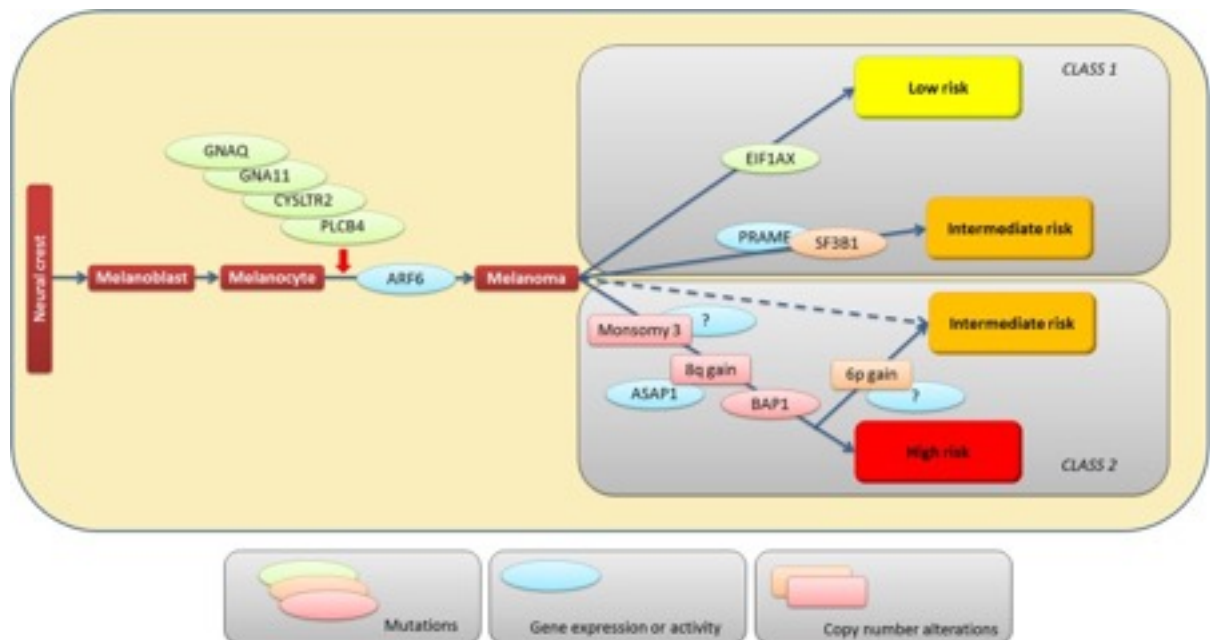 CLASS 1
Low risk
EIF1AX
GNAQ
GNA11
CYSLTR2
PLCB4
PRAME
SF3B1
Intermediate risk
Neural crest
Melanoblast
Melanocyte
ARF6
Melanoma
Monsomy 3
?
Intermediate risk
8q gain
ASAP1
BAP1
6p gain
?
High risk
CLASS 2
Mutations
Gene expression or activity
Copy number alterations